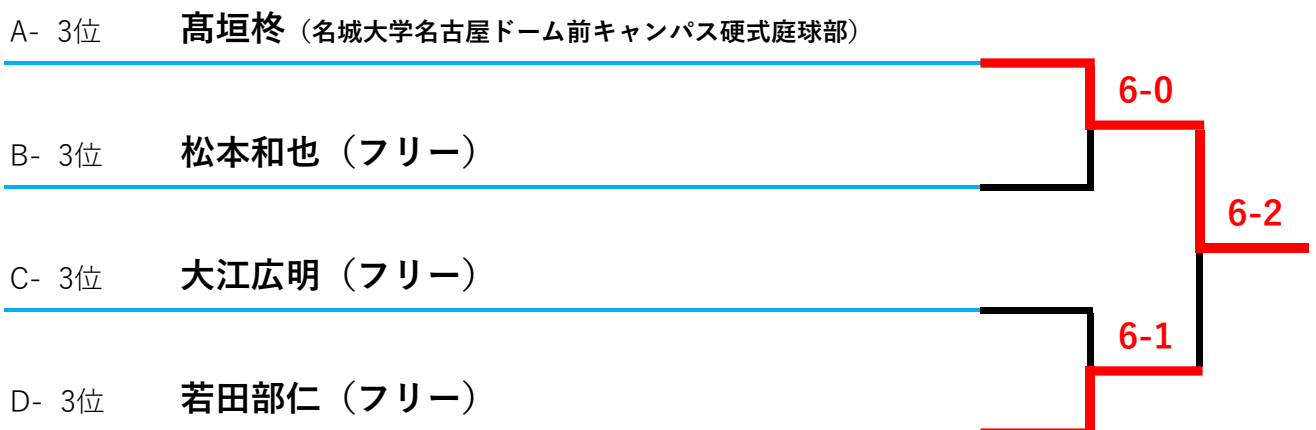 A- 3位 髙垣柊（名城大学名古屋ドーム前キャンパス硬式庭球部）
6-0
B- 3位 松本和也（フリー）
6-2
C- 3位 大江広明（フリー）
6-1
D- 3位 若田部仁（フリー）